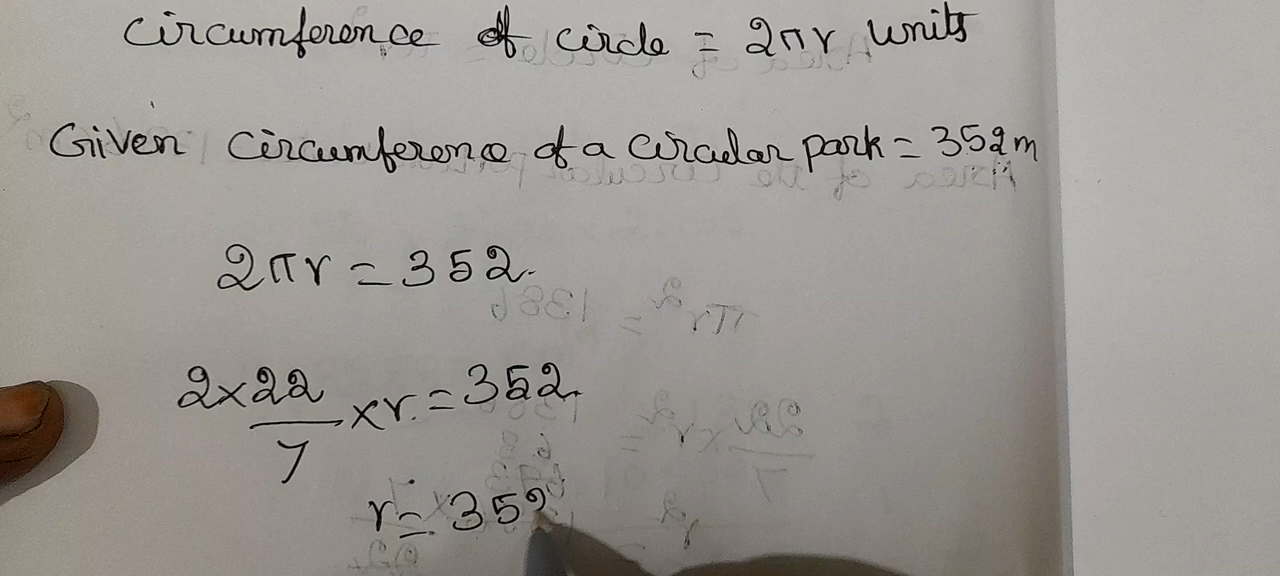 Circumference of circle = 2πr units
Given Circumference of a circular park = 352m
2πr = 352.
2×22/7 ×r. = 352.
r = 352